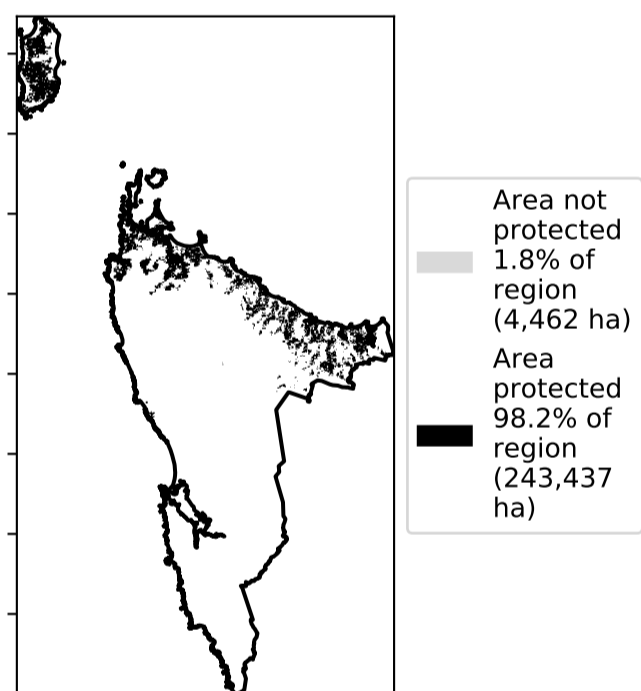 Area not
protected
1.8% of
region
(4,462 ha)
Area
protected
98.2% of
region
(243,437
ha)